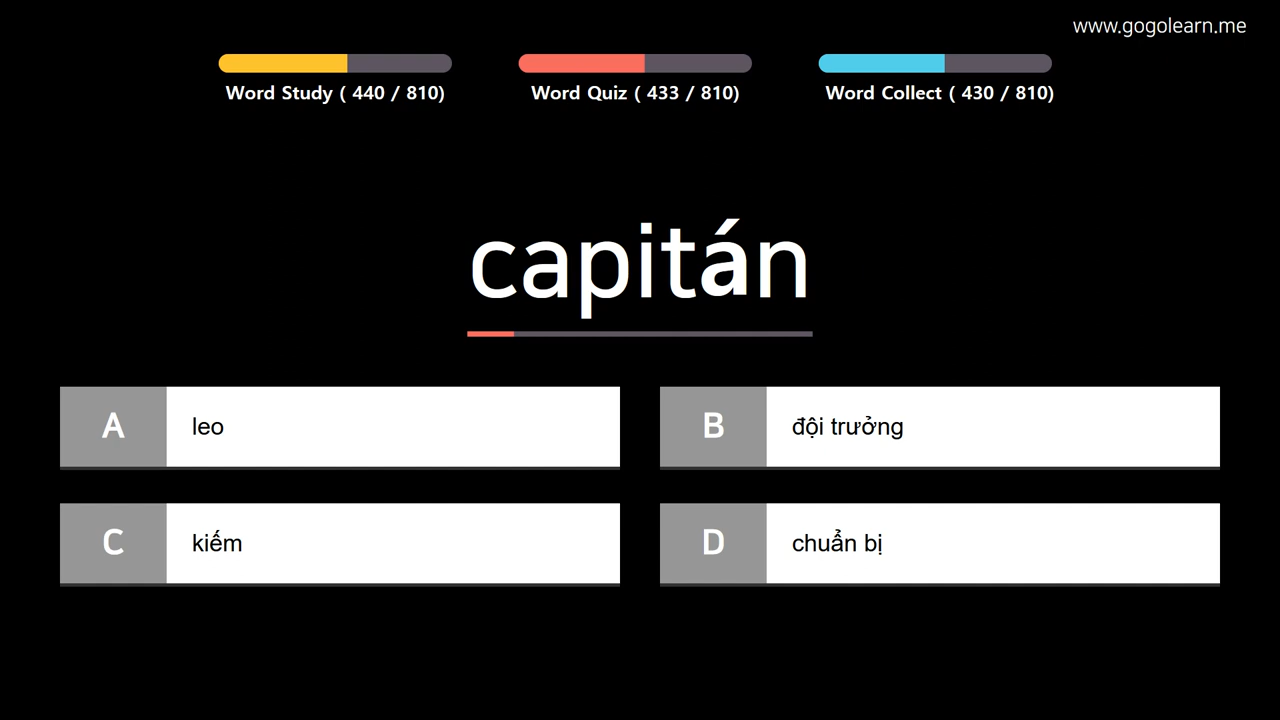 www.gogolearn.me
Word Study ( 440 / 810)
Word Quiz ( 433 / 810)
Word Collect ( 430 / 810)
capitán
A leo
B đội trưởng
C kiếm
D chuẩn bị